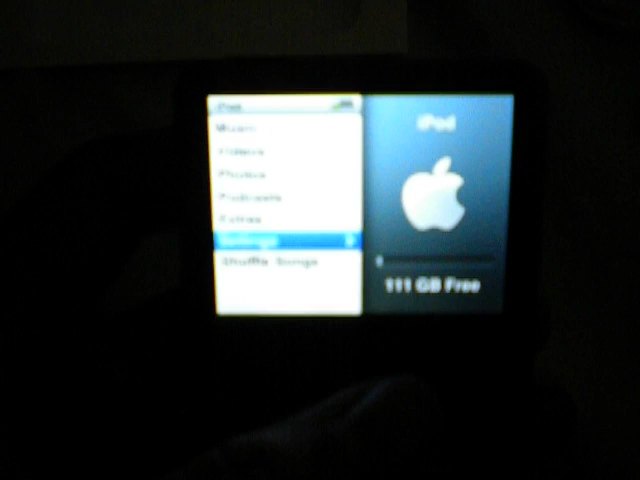 iPod
Music
Videos
Photos
Podcasts
Extras
Settings
Shuffle Songs
iPod
111 GB Free